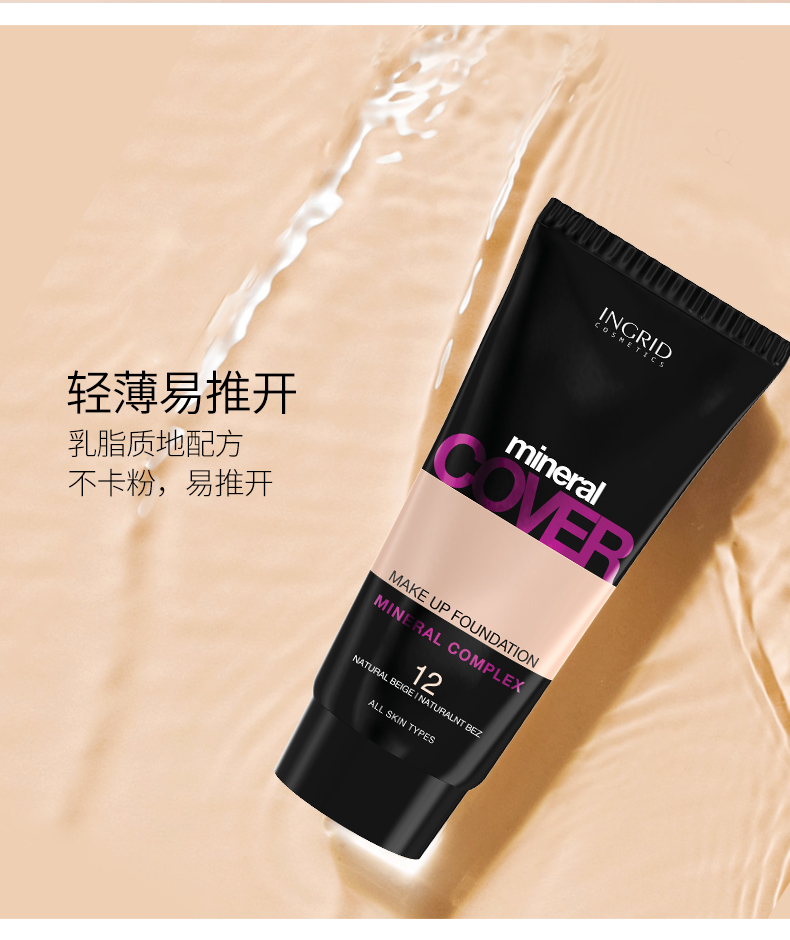 轻薄易推开
乳脂质地配方
不卡粉，易推开
INGRID
COSMETICS
mineral
COVER
MAKE UP FOUNDATION
MINERAL COMPLEX
12
NATURAL BEIGE | NATURALNT BEZ
ALL SKIN TYPES